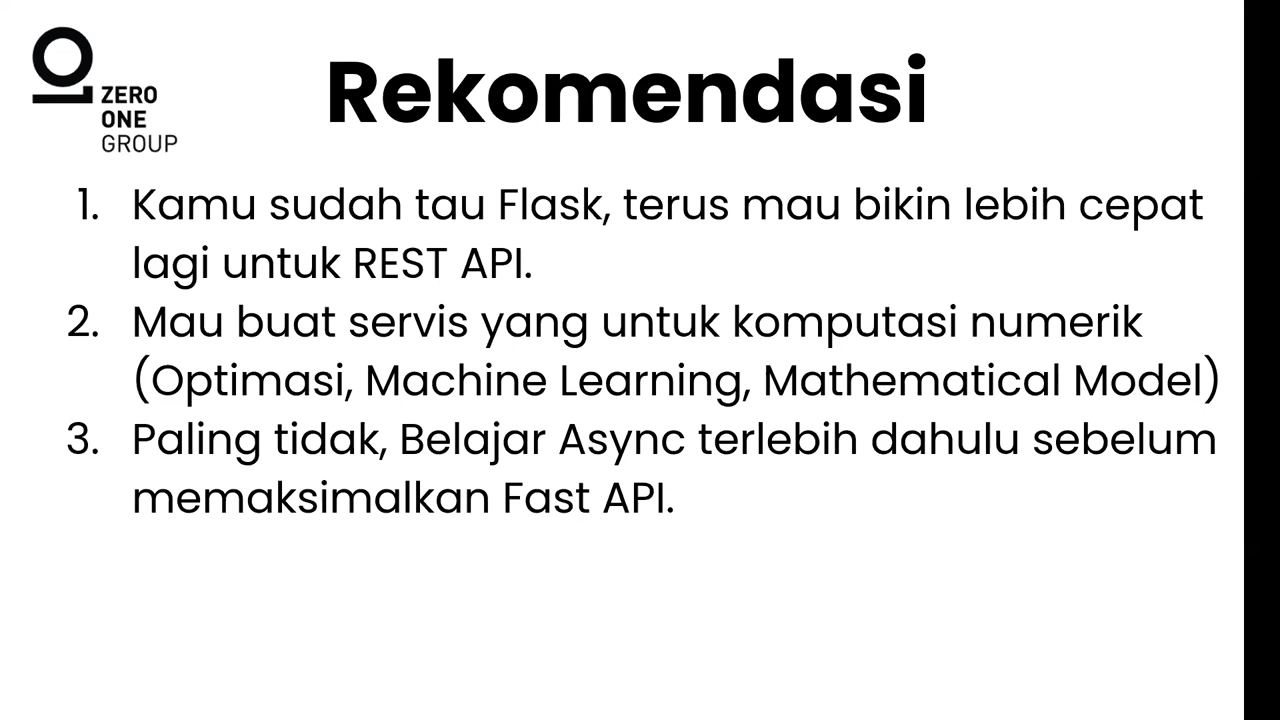 ZERO
ONE
GROUP
Rekomendasi
1. Kamu sudah tau Flask, terus mau bikin lebih cepat
lagi untuk REST API.
2. Mau buat servis yang untuk komputasi numerik
(Optimasi, Machine Learning, Mathematical Model)
3. Paling tidak, Belajar Async terlebih dahulu sebelum
memaksimalkan Fast API.